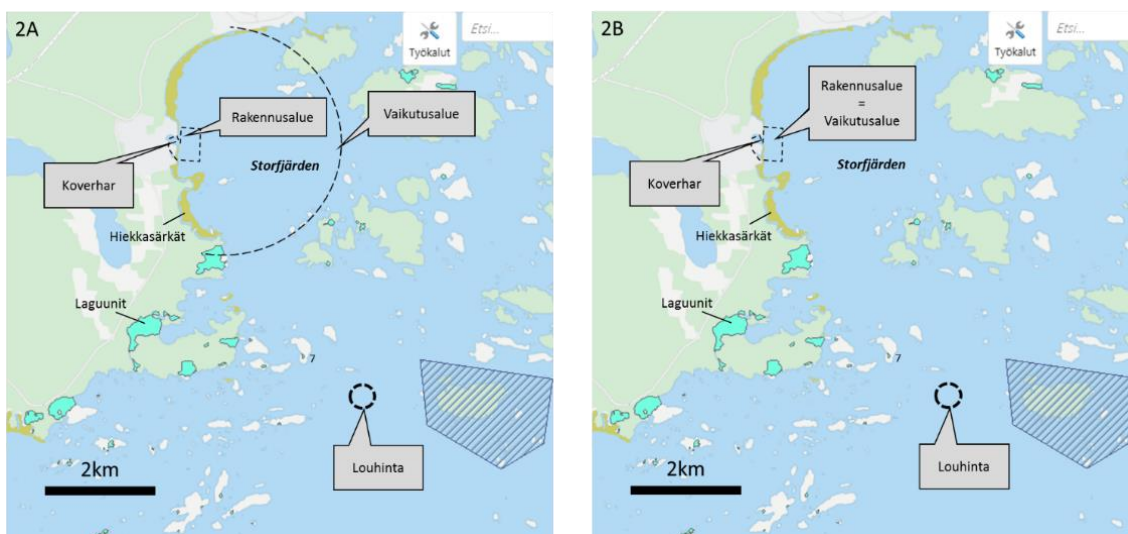 2A
Etsi...
Työkalut
Rakennusalue
Vaikutusalue
Storfjärden
Koverhar
Hiekkasärkät
Laguunit
7
Louhinta
2km
2B
Etsi...
Työkalut
Rakennusalue
=
Vaikutusalue
Storfjärden
Koverhar
Hiekkasärkät
Laguunit
7
Louhinta
2km